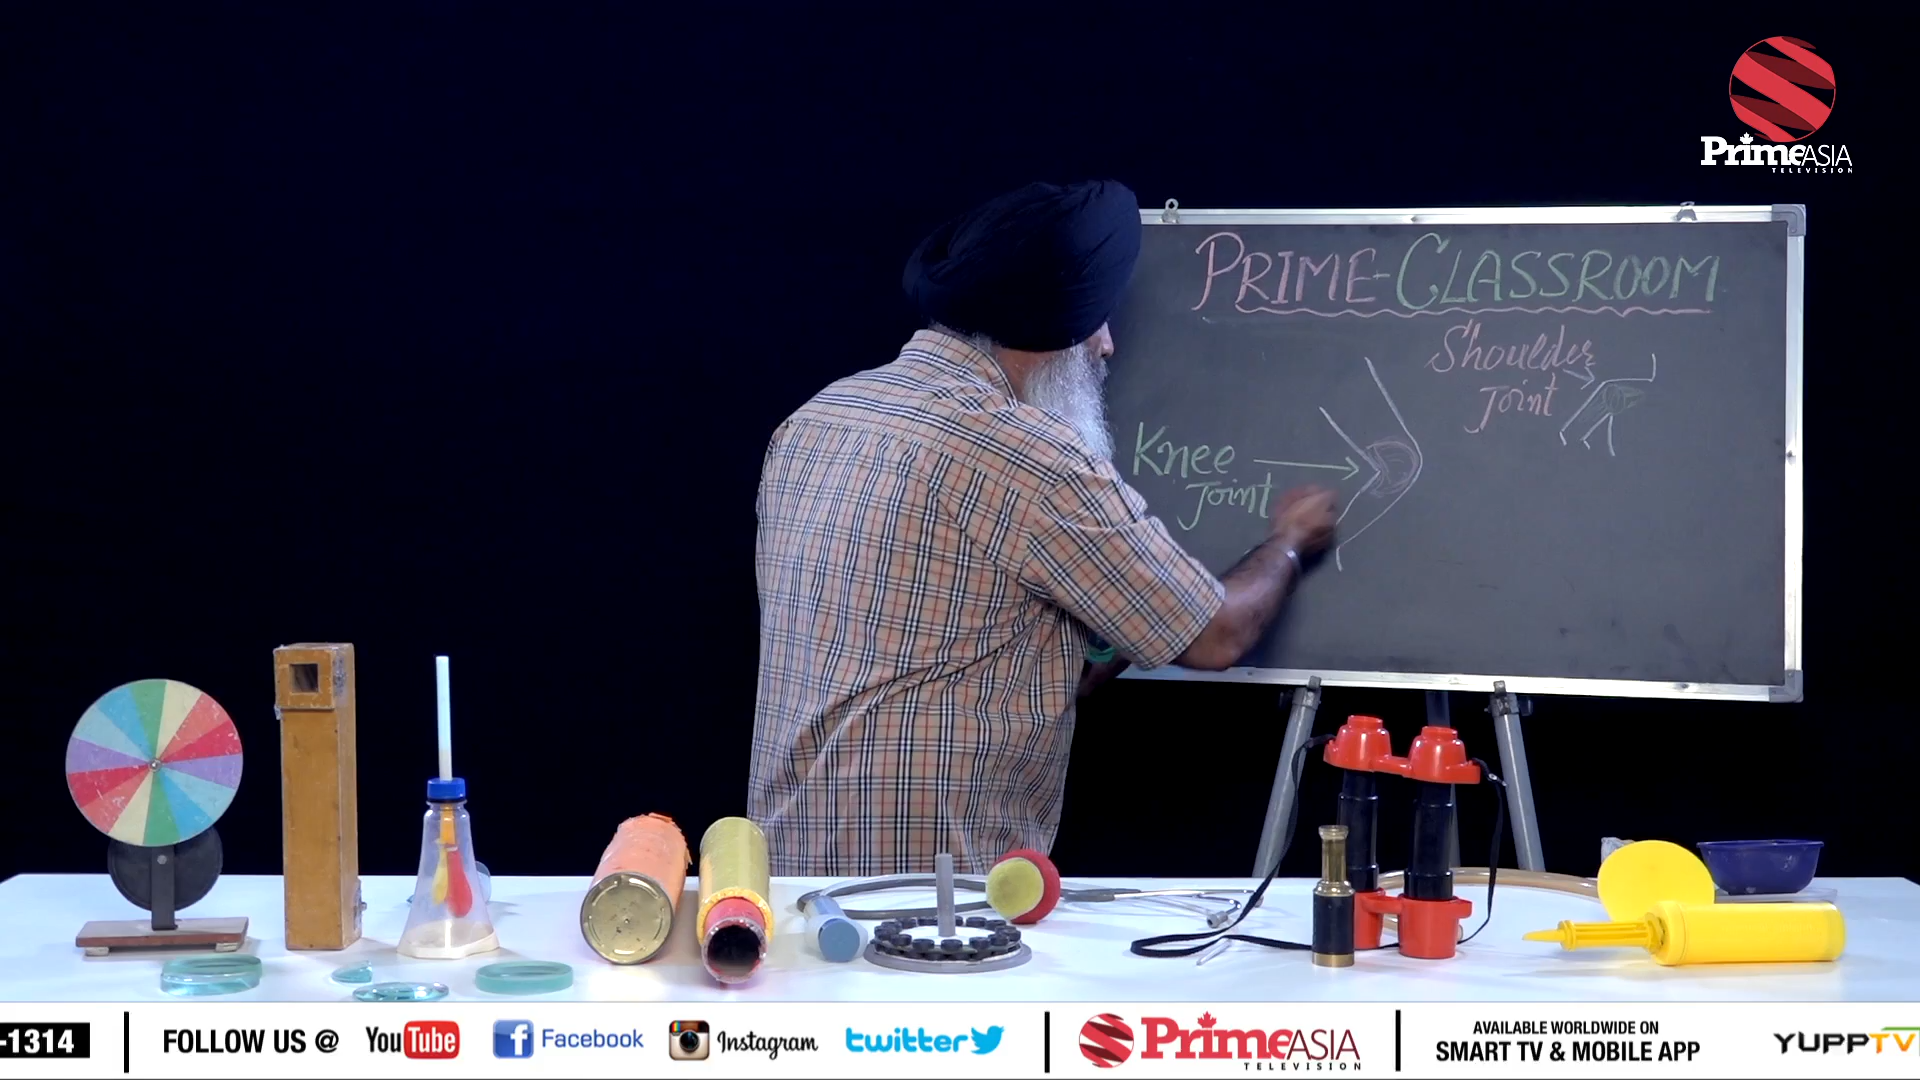 PrimeASIA
TELEVISION
PRIME-CLASSROOM
Shoulder
Joint
Knee
Joint
-1314
FOLLOW US @
YouTube
Facebook
Instagram
twitter
PrimeASIA
TELEVISION
AVAILABLE WORLDWIDE ON
SMART TV & MOBILE APP
YUPPTV